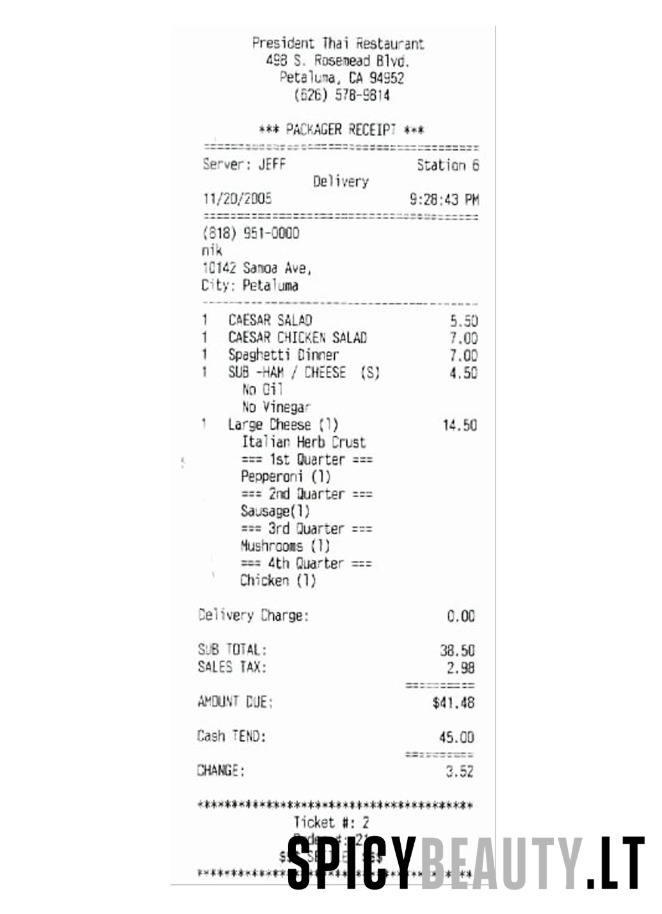 President Thai Restaurant
498 S. Rosemead Blvd.
Petaluma, CA 94952
(626) 578-9814
*** PACKAGER RECEIPT ***
Server: JEFF Station 6
Delivery
11/20/2005 9:28:43 PM
(818) 951-0000
nik
10142 Samoa Ave,
City: Petaluma
1 CAESAR SALAD 5.50
1 CAESAR CHICKEN SALAD 7.00
1 Spaghetti Dinner 7.00
1 SUB -HAM / CHEESE (S) 4.50
No Oil
No Vinegar
1 Large Cheese (1) 14.50
Italian Herb Crust
=== 1st Quarter ===
Pepperoni (1)
=== 2nd Quarter ===
Sausage(1)
=== 3rd Quarter ===
Mushrooms (1)
=== 4th Quarter ===
Chicken (1)
Delivery Charge: 0.00
SUB TOTAL: 38.50
SALES TAX: 2.98
AMOUNT DUE: $41.48
Cash TEND: 45.00
CHANGE: 3.52
Ticket #: 2
SPICYBEAUTY.LT